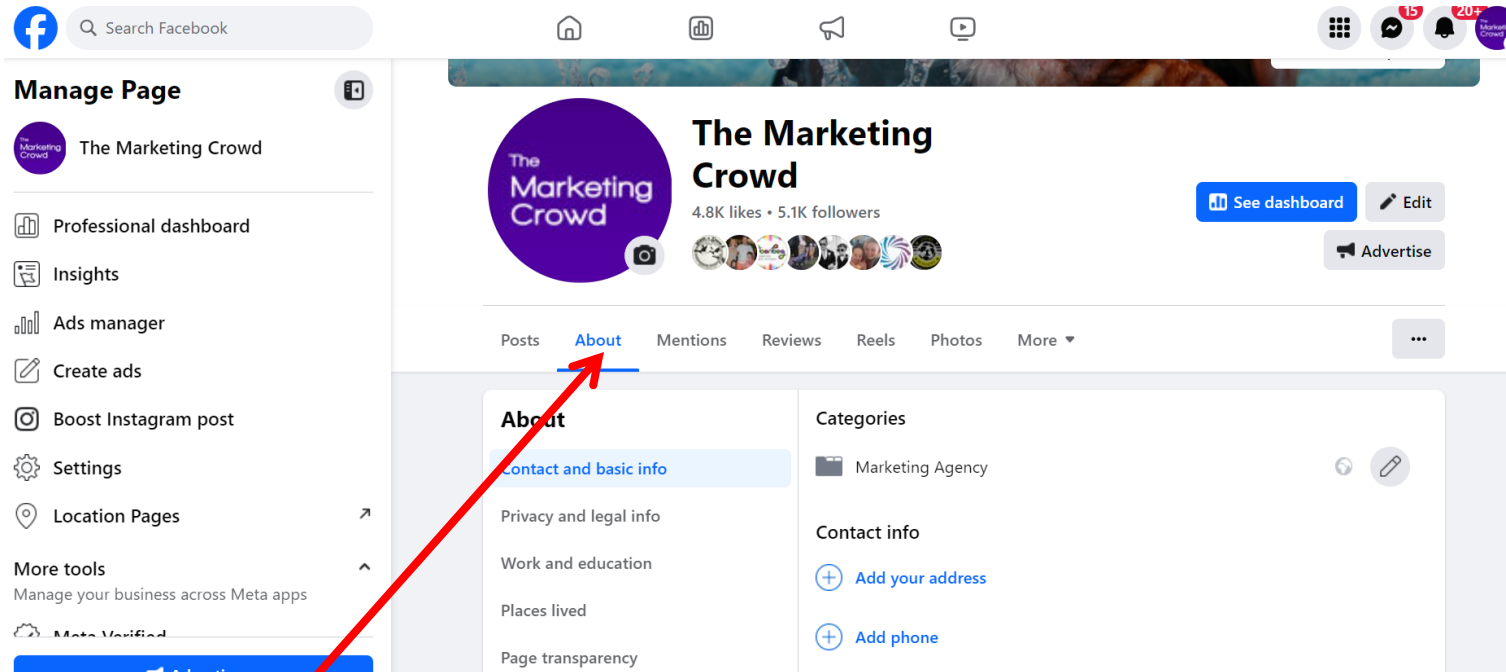 Search Facebook
15
20+
Manage Page
The Marketing Crowd
Professional dashboard
Insights
Ads manager
Create ads
Boost Instagram post
Settings
Location Pages
More tools
Manage your business across Meta apps
Meta Verified
The
Marketing
Crowd
The Marketing
Crowd
4.8K likes • 5.1K followers
See dashboard
Edit
Advertise
Posts About Mentions Reviews Reels Photos More
About
Contact and basic info
Privacy and legal info
Work and education
Places lived
Page transparency
Categories
Marketing Agency
Contact info
Add your address
Add phone